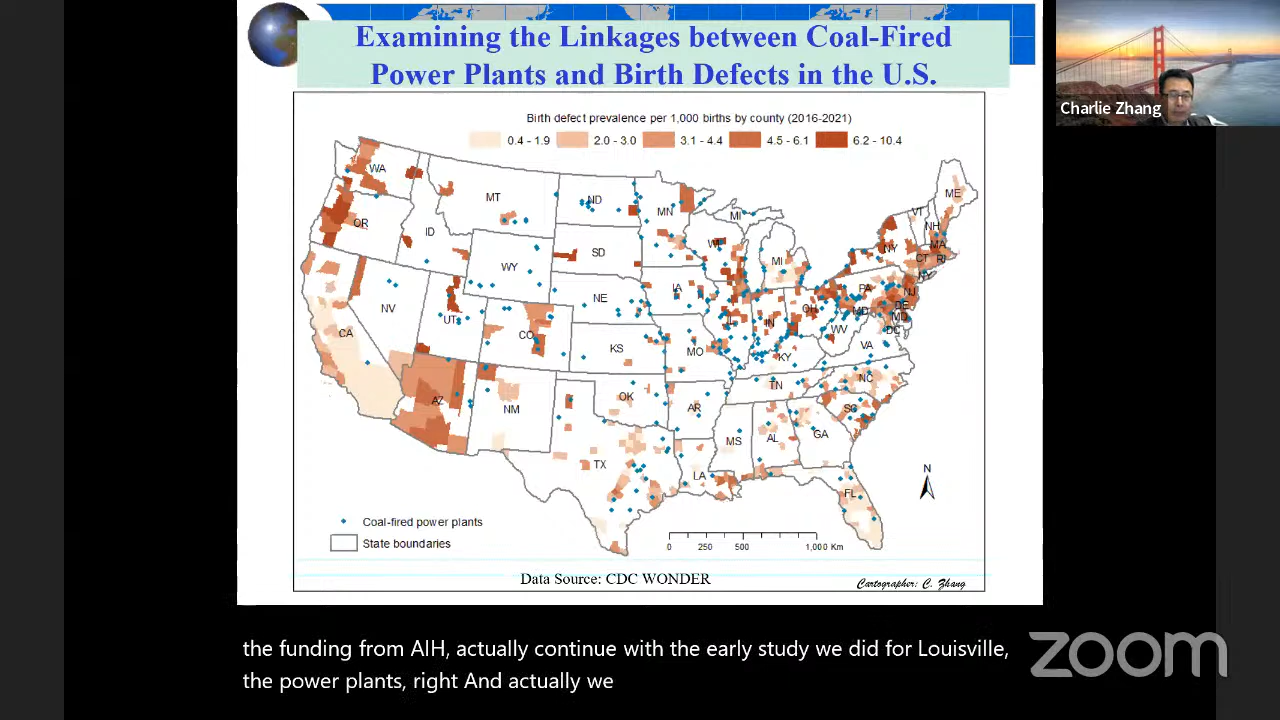 Examining the Linkages between Coal-Fired
Power Plants and Birth Defects in the U.S.
Charlie Zhang
Birth defect prevalence per 1,000 births by county (2016-2021)
0.4 - 1.9
2.0 - 3.0
3.1 - 4.4
4.5 - 6.1
6.2 - 10.4
WA
MT
ND
MN
MI
ME
VT
NH
OR
ID
SD
WI
MI
NY
MA
CT
RI
NY
WY
NE
IA
PA
NJ
NV
UT
CO
IL
IN
OH
DE
MD
MD
DC
CA
KS
MO
KY
WV
VA
AZ
NM
OK
AR
TN
NC
SC
TX
LA
MS
AL
GA
FL
N
Coal-fired power plants
State boundaries
0 250 500 1,000 Km
Data Source: CDC WONDER
Cartographer: C. Zhang
the funding from AIH, actually continue with the early study we did for Louisville,
the power plants, right And actually we
zoom